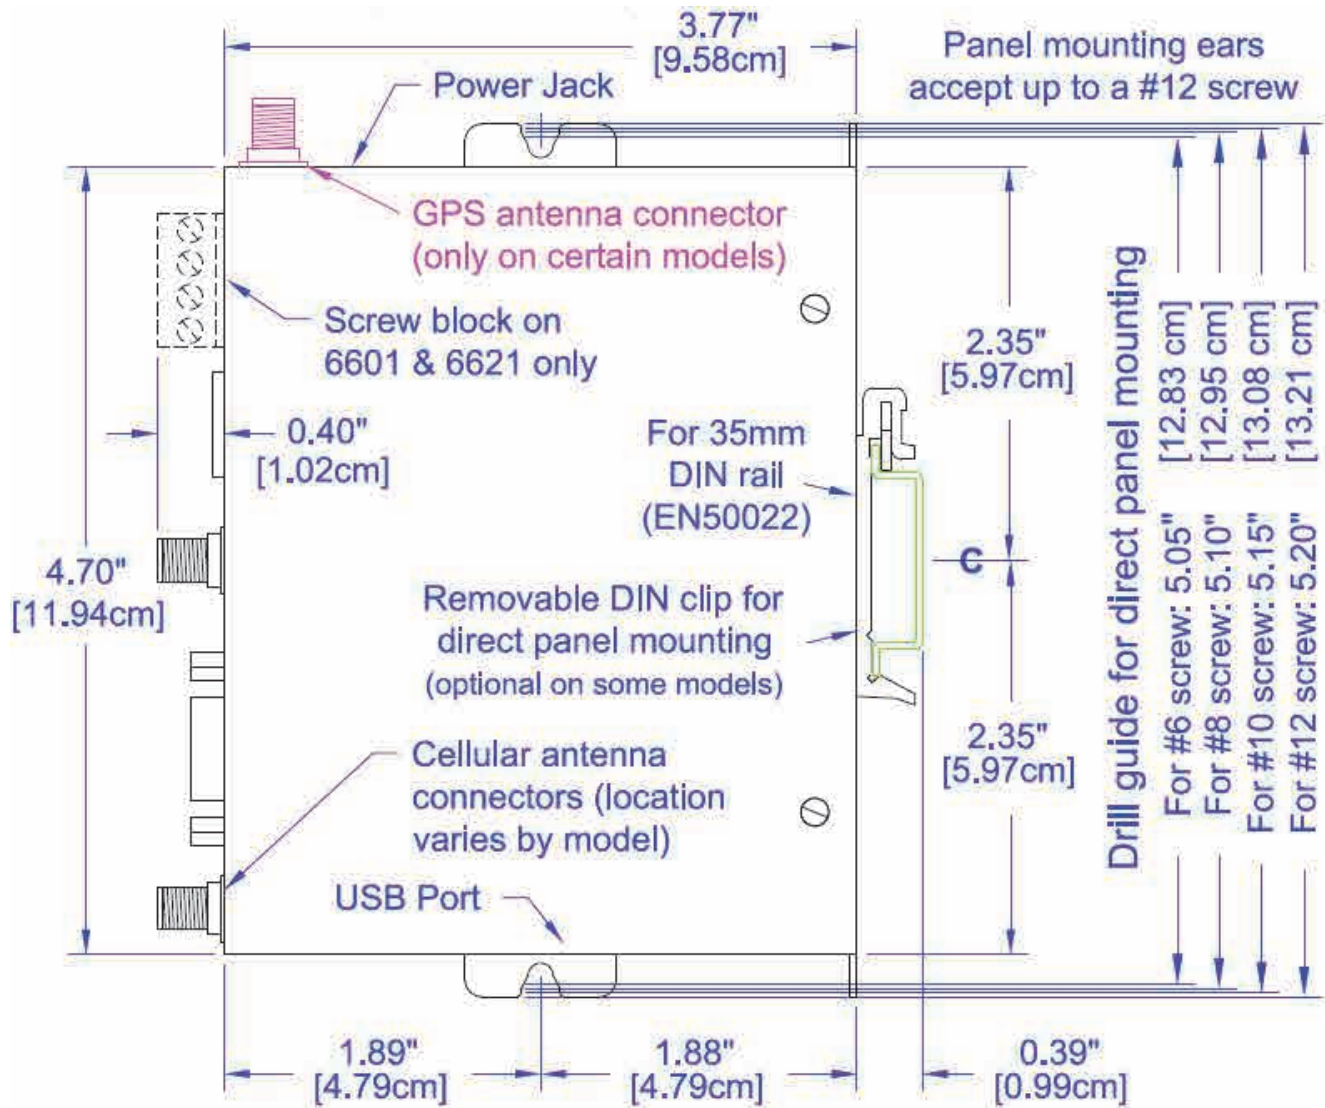 3.77"
[9.58cm]
Panel mounting ears
accept up to a #12 screw
Power Jack
GPS antenna connector
(only on certain models)
Screw block on
6601 & 6621 only
2.35"
[5.97cm]
0.40"
[1.02cm]
For 35mm
DIN rail
(EN50022)
C
4.70"
[11.94cm]
Removable DIN clip for
direct panel mounting
(optional on some models)
2.35"
[5.97cm]
Cellular antenna
connectors (location
varies by model)
USB Port
1.89"
[4.79cm]
1.88"
[4.79cm]
0.39"
[0.99cm]
Drill guide for direct panel mounting
For #6 screw: 5.05" [12.83 cm]
For #8 screw: 5.10" [12.95 cm]
For #10 screw: 5.15" [13.08 cm]
For #12 screw: 5.20" [13.21 cm]